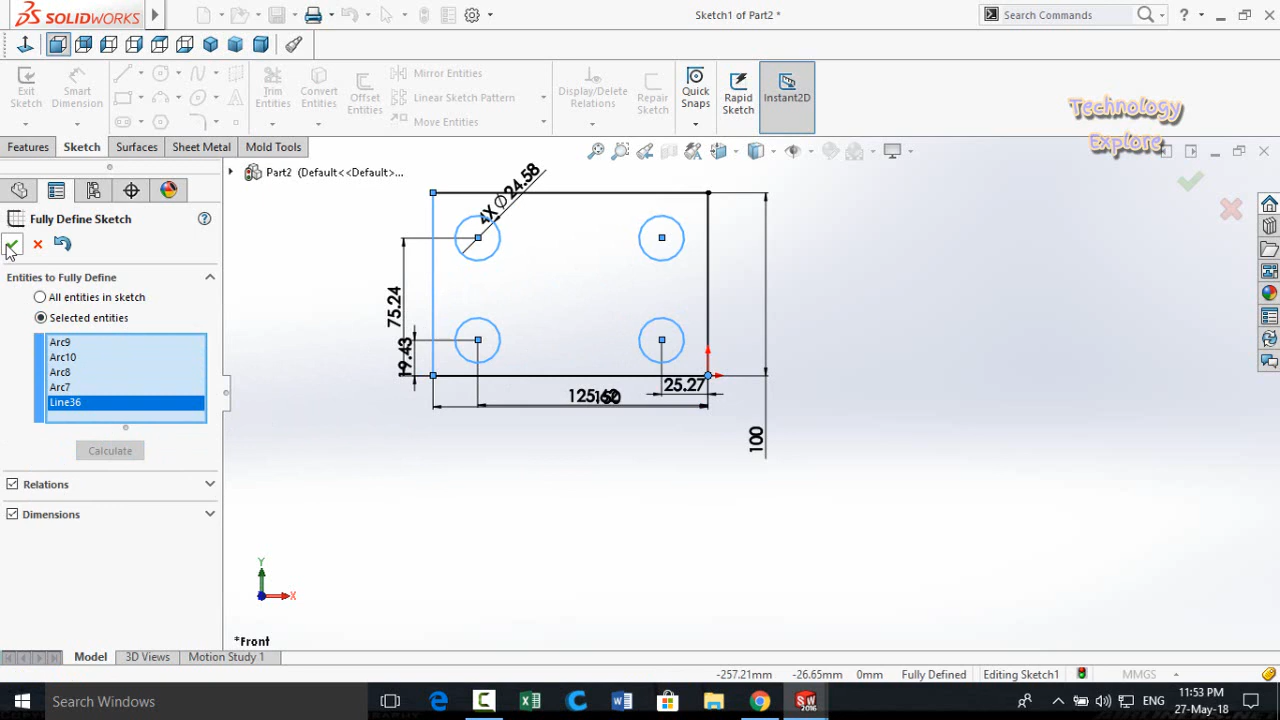 SOLIDWORKS
Sketch1 of Part2 *
Search Commands
Exit Sketch
Smart Dimension
Trim Entities
Convert Entities
Offset Entities
Mirror Entities
Linear Sketch Pattern
Move Entities
Display/Delete Relations
Repair Sketch
Quick Snaps
Rapid Sketch
Instant2D
Technology
Explore
Features
Sketch
Surfaces
Sheet Metal
Mold Tools
Part2 (Default<<Default>...
Fully Define Sketch
Entities to Fully Define
All entities in sketch
Selected entities
Arc9
Arc10
Arc8
Arc7
Line36
Calculate
Relations
Dimensions
4X Ø24.58
75.24
19.43
25.27
100
Y
X
*Front
Model
3D Views
Motion Study 1
-257.21mm
-26.65mm
0mm
Fully Defined
Editing Sketch1
MMGS
Search Windows
ENG
11:53 PM
27-May-18